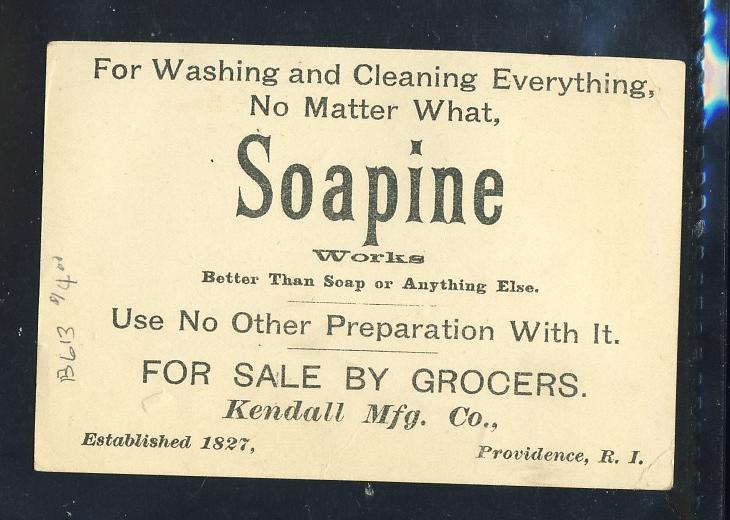 For Washing and Cleaning Everything,
No Matter What,
Soapine
Works
Better Than Soap or Anything Else.
Use No Other Preparation With It.
FOR SALE BY GROCERS.
Kendall Mfg. Co.,
Established 1827,
Providence, R. I.
B613